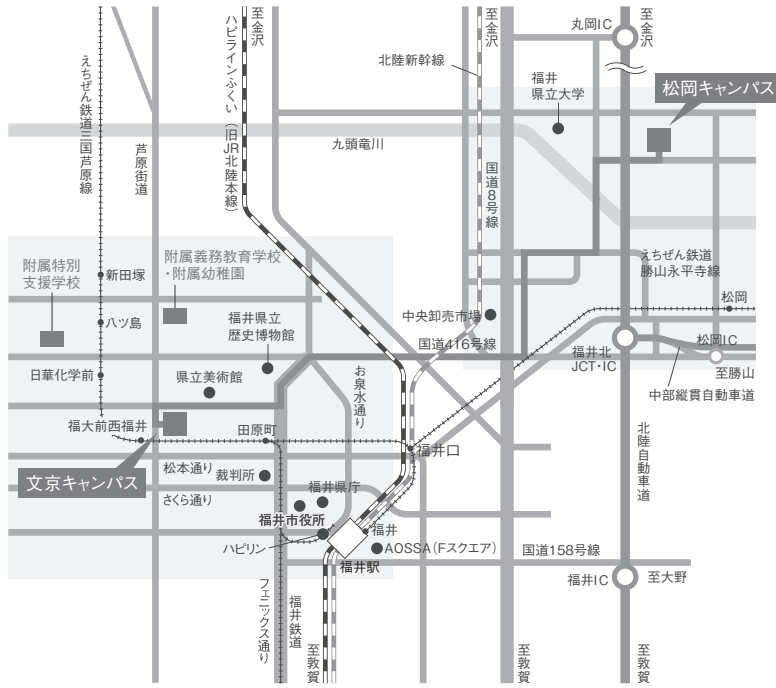 至金沢
至金沢
丸岡IC
至金沢
えちぜん鉄道三国芦原線
ハピラインふくい（旧JR北陸本線）
北陸新幹線
福井
県立大学
松岡キャンパス
芦原街道
九頭竜川
国道8号線
附属特別
支援学校
新田塚
附属義務教育学校
・附属幼稚園
えちぜん鉄道
勝山永平寺線
松岡
八ツ島
福井県立
歴史博物館
中央卸売市場
国道416号線
福井北
JCT・IC
松岡IC
至勝山
日華化学前
県立美術館
お泉水通り
中部縦貫自動車道
福大前西福井
田原町
福井口
北陸自動車道
文京キャンパス
松本通り
裁判所
さくら通り
福井県庁
福井市役所
福井
ハピリン
AOSSA（Fスクエア）
国道158号線
福井駅
福井IC
至大野
フェニックス通り
福井鉄道
至敦賀
至敦賀
至敦賀